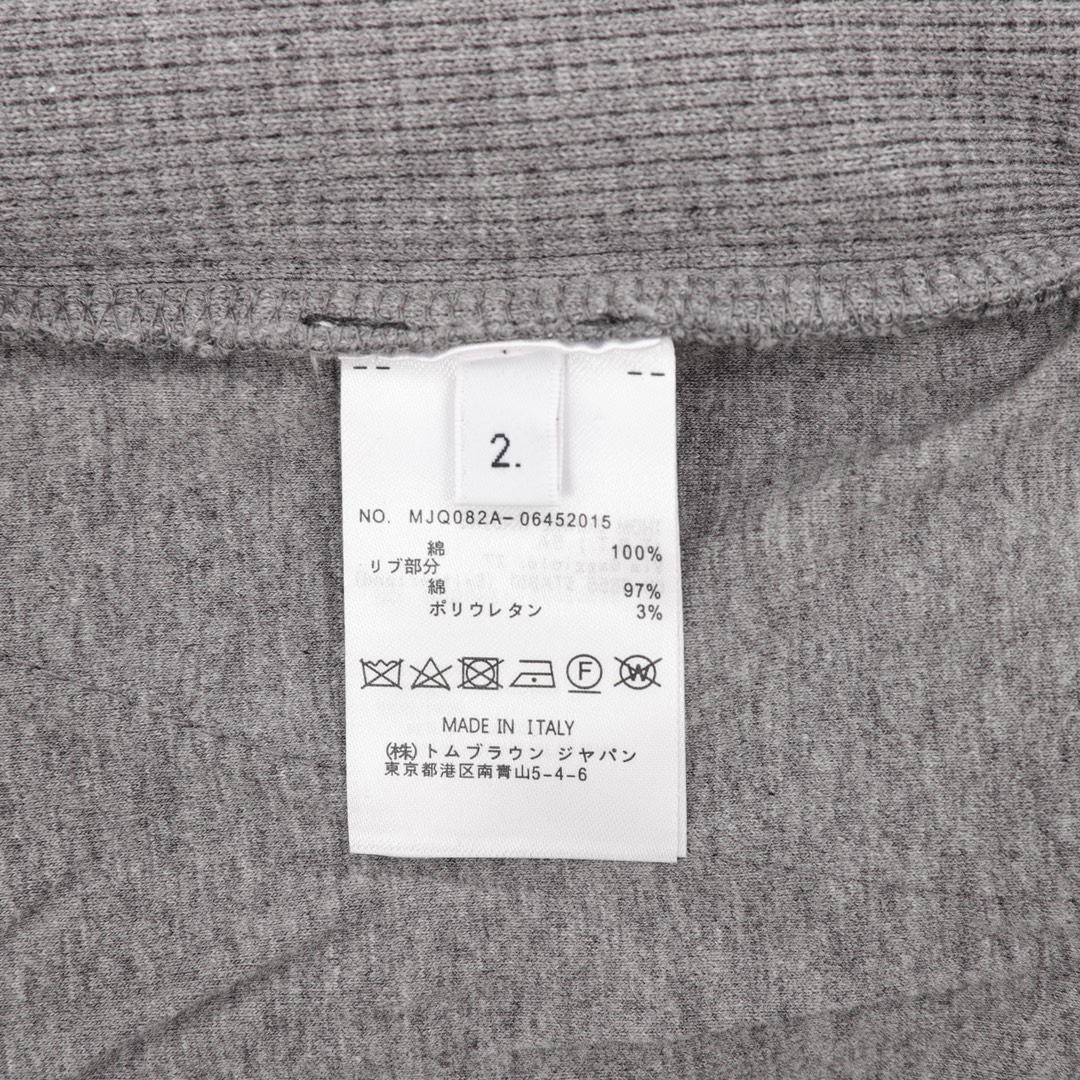 2.
NO. MJQ082A-06452015
綿 100%
リブ部分
綿 97%
ポリウレタン 3%
F
W
MADE IN ITALY
(株)トムブラウン ジャパン
東京都港区南青山5-4-6